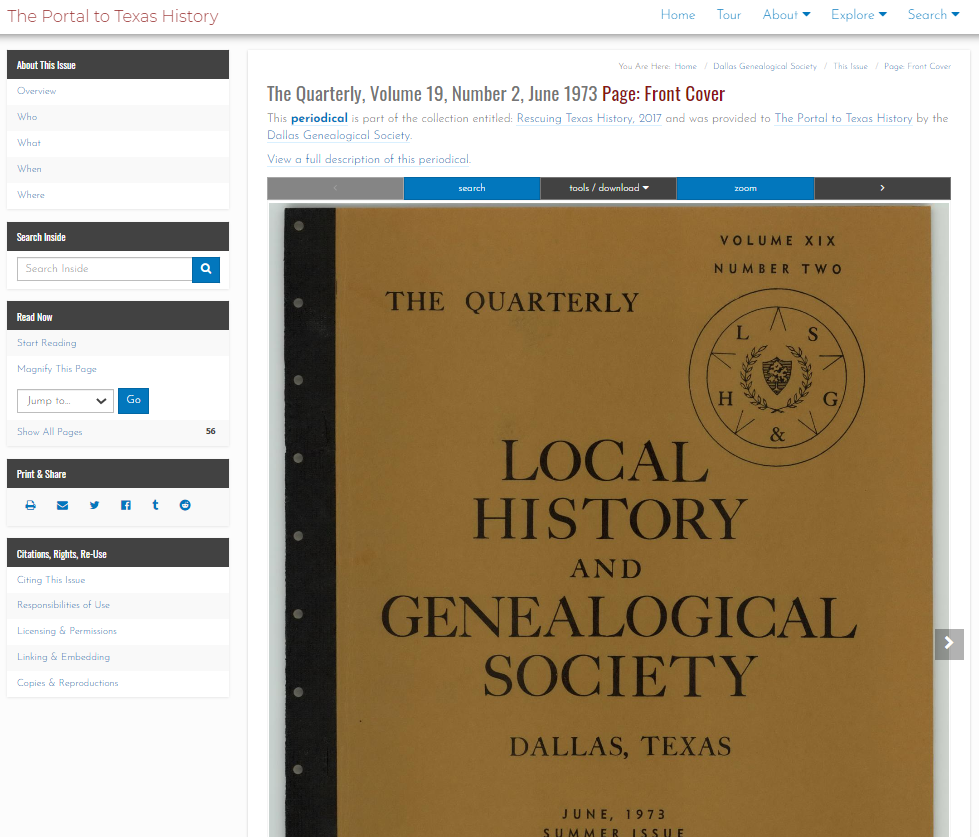 The Portal to Texas History
Home Tour About Explore Search
About This Issue
Overview
Who
What
When
Where
Search Inside
Search Inside
Read Now
Start Reading
Magnify This Page
Jump to... Go
Show All Pages 56
Print & Share
Citations, Rights, Re-Use
Citing This Issue
Responsibilities of Use
Licensing & Permissions
Linking & Embedding
Copies & Reproductions
You Are Here: Home / Dallas Genealogical Society / This Issue / Page: Front Cover
The Quarterly, Volume 19, Number 2, June 1973 Page: Front Cover
This periodical is part of the collection entitled: Rescuing Texas History, 2017 and was provided to The Portal to Texas History by the
Dallas Genealogical Society.
View a full description of this periodical.
search tools / download zoom
VOLUME XIX
NUMBER TWO
THE QUARTERLY
L S
H G
&
LOCAL
HISTORY
AND
GENEALOGICAL
SOCIETY
DALLAS, TEXAS
JUNE, 1973
SUMMER ISSUE